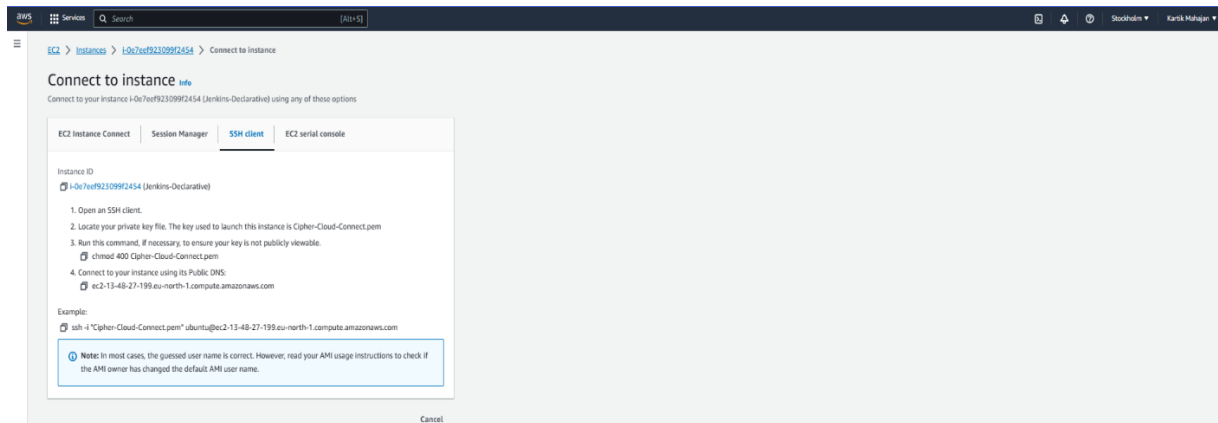 aws Services Search [Alt+S] Stockholm ▼ Kartik Mahajan ▼
EC2 > Instances > i-0e7eef923099f2454 > Connect to instance
Connect to instance Info
Connect to your instance i-0e7eef923099f2454 (Jenkins-Declarative) using any of these options
EC2 Instance Connect Session Manager SSH client EC2 serial console
Instance ID
i-0e7eef923099f2454 (Jenkins-Declarative)
1. Open an SSH client.
2. Locate your private key file. The key used to launch this instance is Cipher-Cloud-Connect.pem
3. Run this command, if necessary, to ensure your key is not publicly viewable.
chmod 400 Cipher-Cloud-Connect.pem
4. Connect to your instance using its Public DNS:
ec2-13-48-27-199.eu-north-1.compute.amazonaws.com
Example:
ssh -i "Cipher-Cloud-Connect.pem" ubuntu@ec2-13-48-27-199.eu-north-1.compute.amazonaws.com
Note: In most cases, the guessed user name is correct. However, read your AMI usage instructions to check if
the AMI owner has changed the default AMI user name.
Cancel